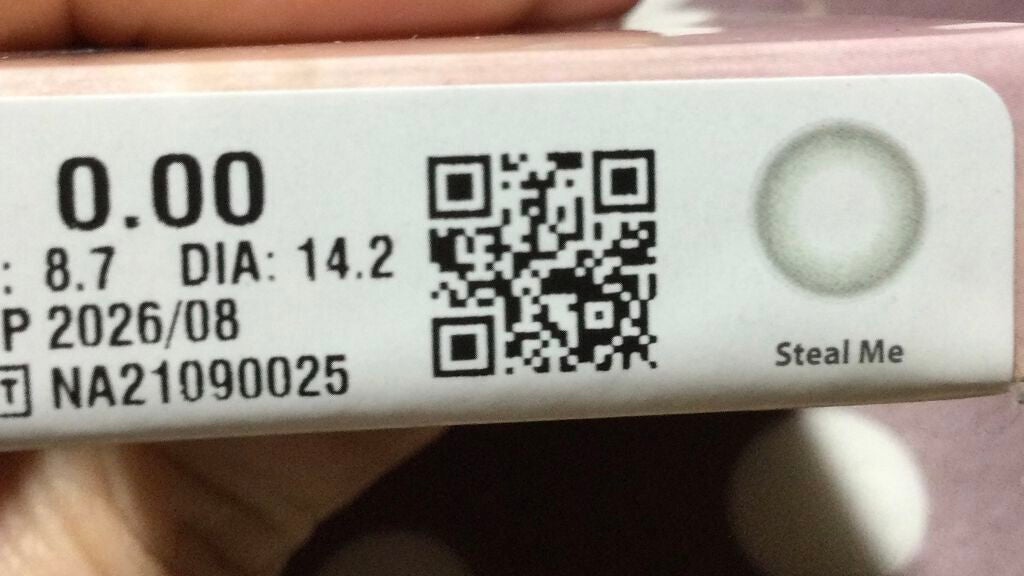 0.00
: 8.7 DIA: 14.2
P 2026/08
T NA21090025
Steal Me